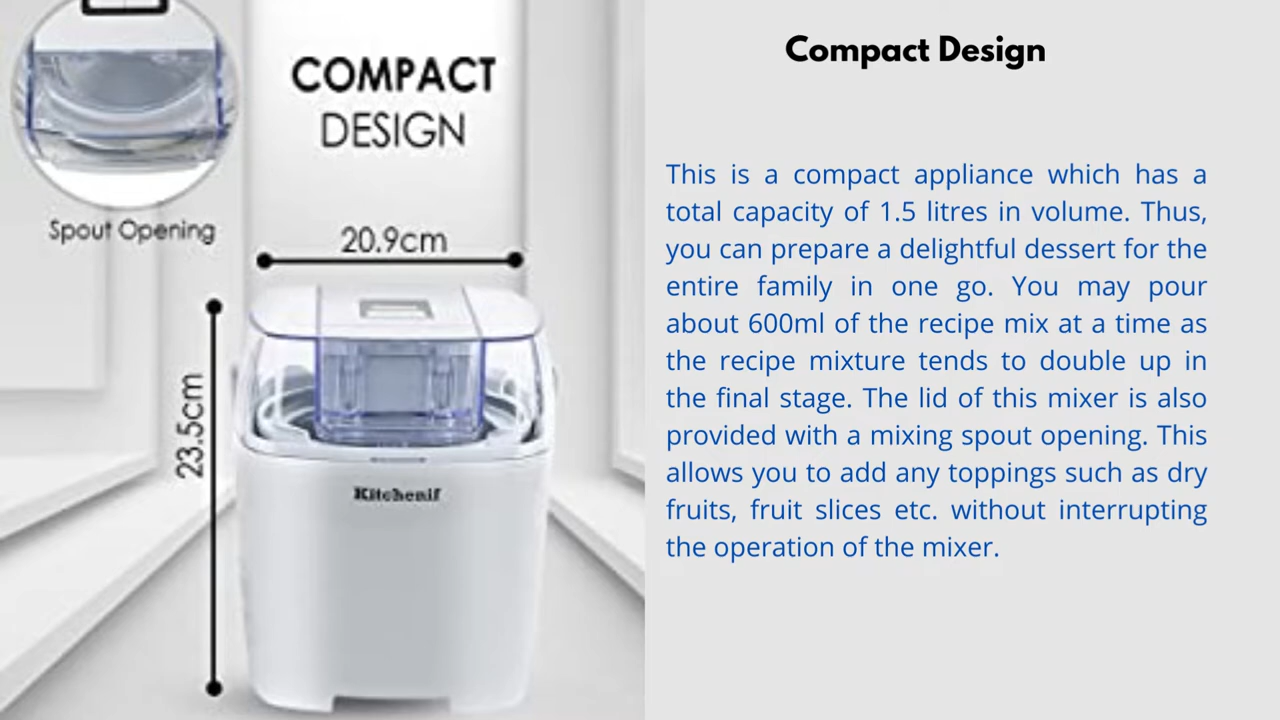 COMPACT
DESIGN
Spout Opening
20.9cm
23.5cm
Kitchenif
Compact Design
This is a compact appliance which has a
total capacity of 1.5 litres in volume. Thus,
you can prepare a delightful dessert for the
entire family in one go. You may pour
about 600ml of the recipe mix at a time as
the recipe mixture tends to double up in
the final stage. The lid of this mixer is also
provided with a mixing spout opening. This
allows you to add any toppings such as dry
fruits, fruit slices etc. without interrupting
the operation of the mixer.